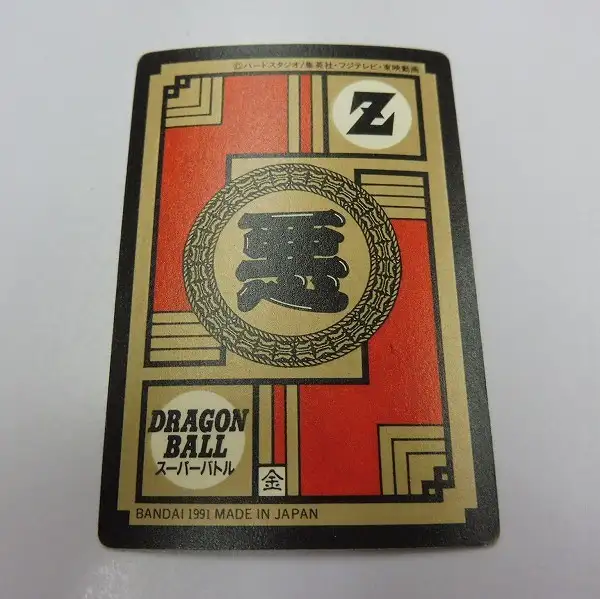 ©バードスタジオ/集英社・フジテレビ・東映動画
Z
悪
DRAGON
BALL
スーパーバトル
金
BANDAI 1991 MADE IN JAPAN